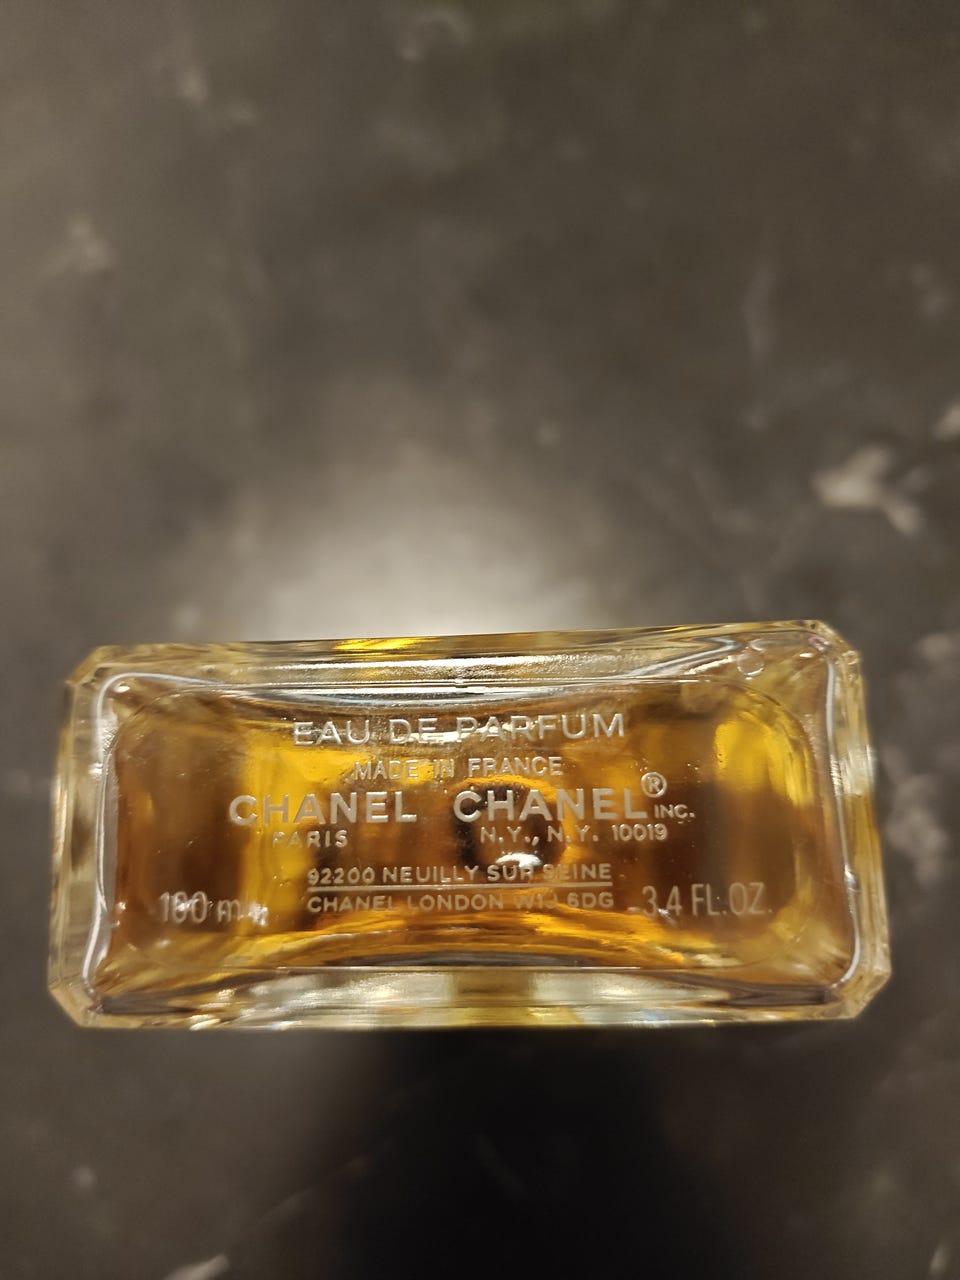 EAU DE PARFUM
MADE IN FRANCE
CHANEL CHANEL® INC.
PARIS N.Y., N.Y. 10019
92200 NEUILLY SUR SEINE
CHANEL LONDON W1J 6DG
100 ml 3.4 FL.OZ.